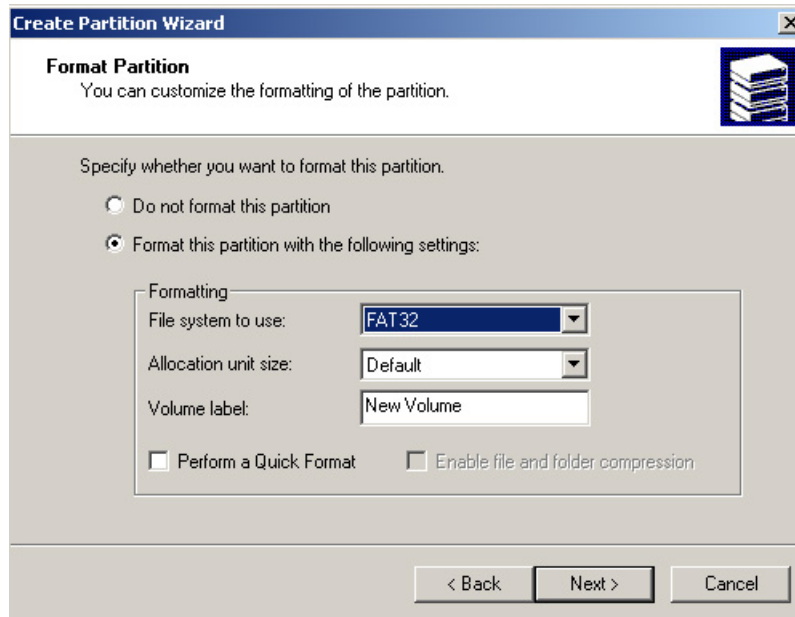 Create Partition Wizard
Format Partition
You can customize the formatting of the partition.
Specify whether you want to format this partition.
Do not format this partition
Format this partition with the following settings:
Formatting
File system to use: FAT32
Allocation unit size: Default
Volume label: New Volume
Perform a Quick Format Enable file and folder compression
< Back Next > Cancel